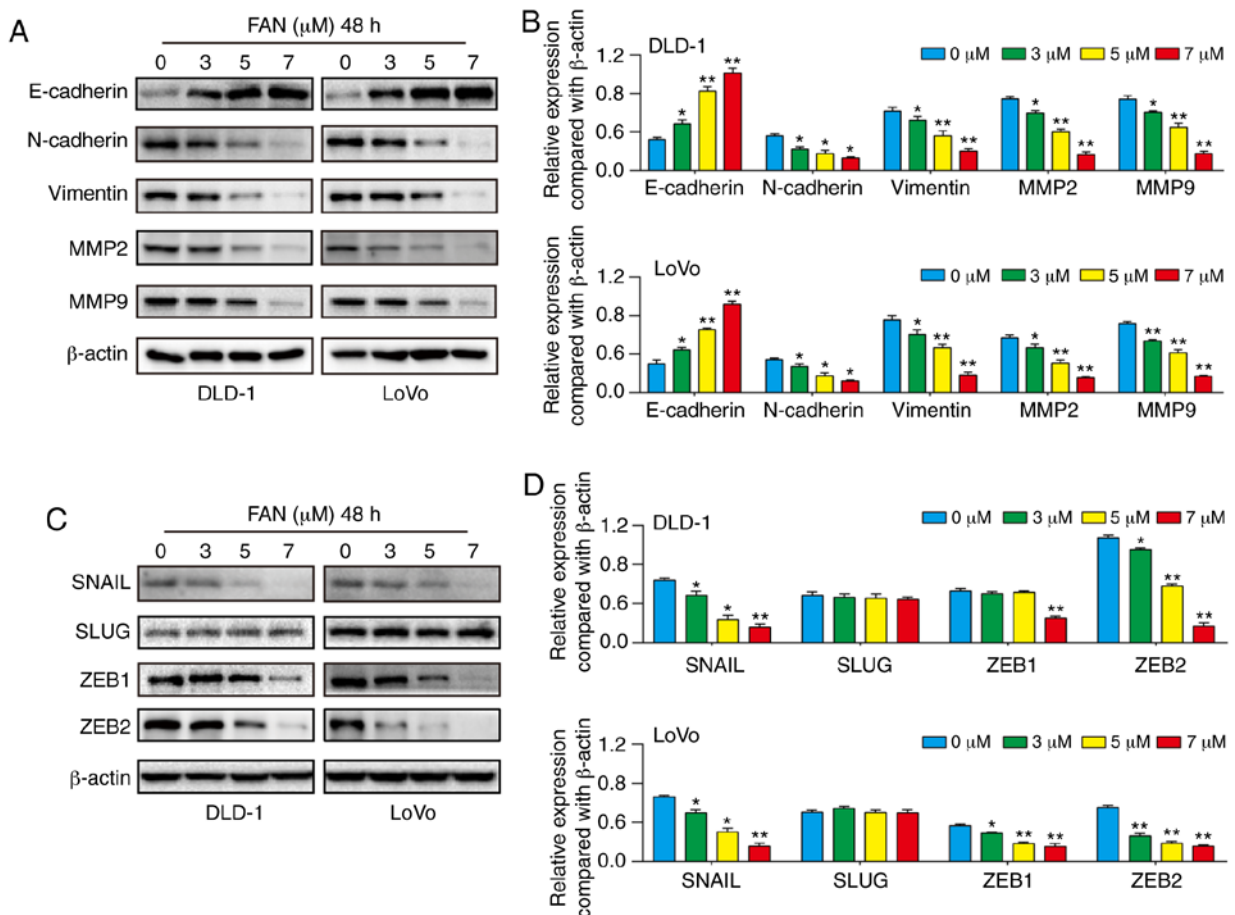 A
FAN (μM) 48 h
0 3 5 7 0 3 5 7
E-cadherin
N-cadherin
Vimentin
MMP2
MMP9
β-actin
DLD-1 LoVo
B
Relative expression
compared with β-actin
DLD-1
0 μM 3 μM 5 μM 7 μM
1.2
0.8
0.6
0.0
* ** **
* * *
* ** **
* ** **
* ** **
E-cadherin N-cadherin Vimentin MMP2 MMP9
Relative expression
compared with β-actin
LoVo
0 μM 3 μM 5 μM 7 μM
1.2
0.8
0.6
0.0
* ** **
* * *
* ** **
* ** **
** ** **
E-cadherin N-cadherin Vimentin MMP2 MMP9
C
FAN (μM) 48 h
0 3 5 7 0 3 5 7
SNAIL
SLUG
ZEB1
ZEB2
β-actin
DLD-1 LoVo
D
Relative expression
compared with β-actin
DLD-1
0 μM 3 μM 5 μM 7 μM
1.2
0.8
0.6
0.0
* * **
**
* ** **
SNAIL SLUG ZEB1 ZEB2
Relative expression
compared with β-actin
LoVo
0 μM 3 μM 5 μM 7 μM
1.2
0.8
0.6
0.0
* * **
* ** **
** ** **
SNAIL SLUG ZEB1 ZEB2